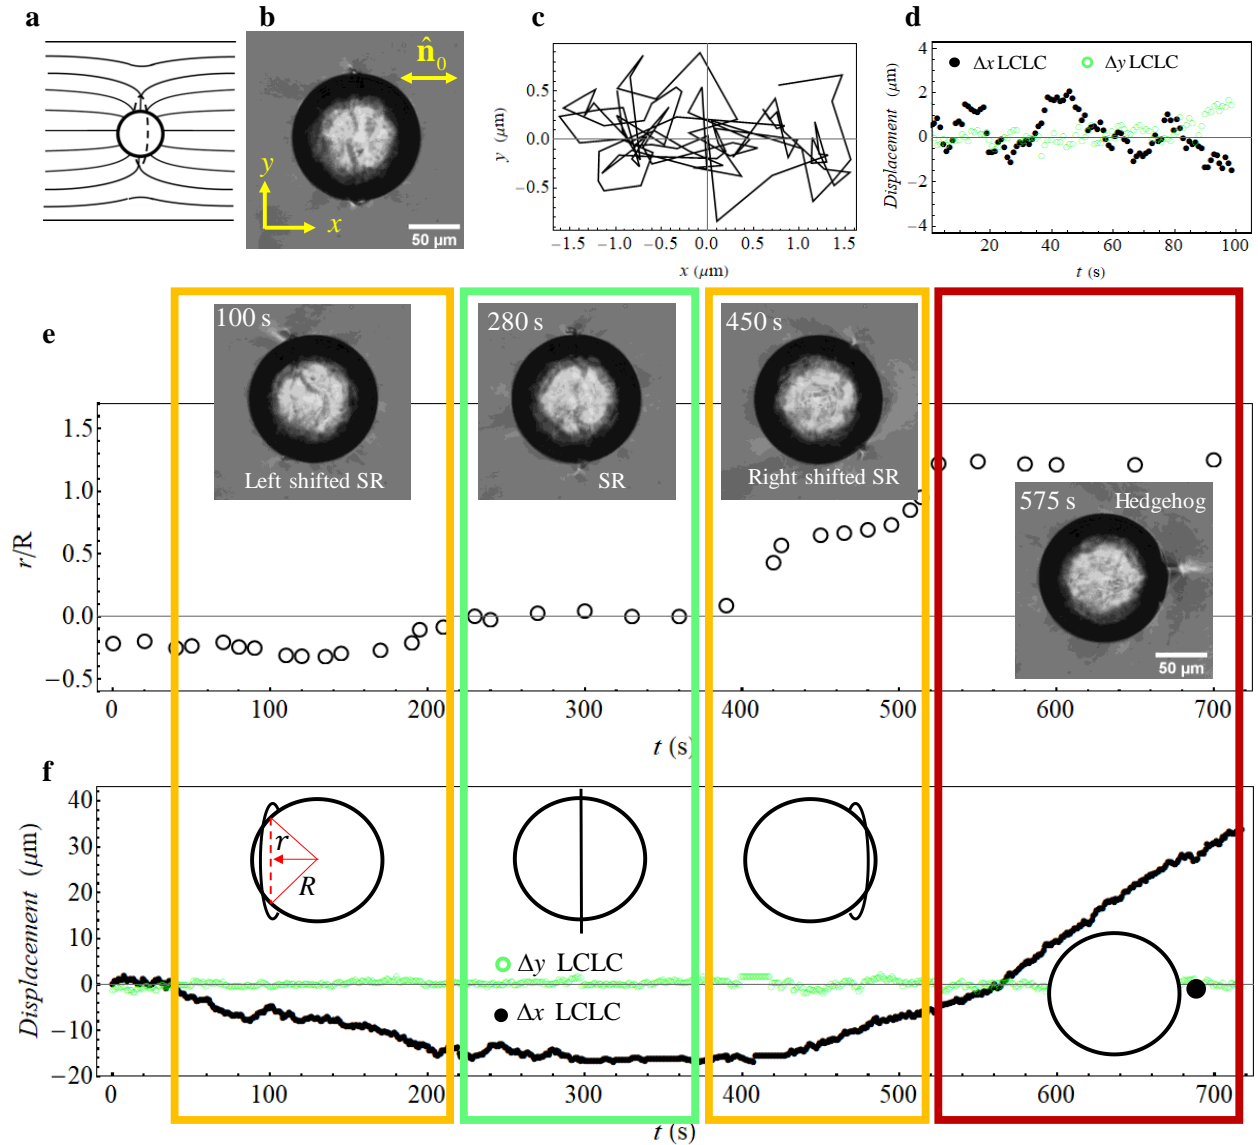 a
b
n̂₀
y
x
50 µm
c
y (µm)
0.5
0.0
−0.5
−1.5 −1.0 −0.5 0.0 0.5 1.0 1.5
x (µm)
d
Displacement (µm)
Δx LCLC Δy LCLC
4
2
0
−2
−4
20 40 60 80 100
t (s)
e
100 s
Left shifted SR
280 s
SR
450 s
Right shifted SR
575 s Hedgehog
50 µm
r/R
1.5
1.0
0.5
0.0
−0.5
0 100 200 300 400 500 600 700
t (s)
f
Displacement (µm)
40
30
20
10
0
−10
−20
r
R
Δy LCLC
Δx LCLC
0 100 200 300 400 500 600 700
t (s)